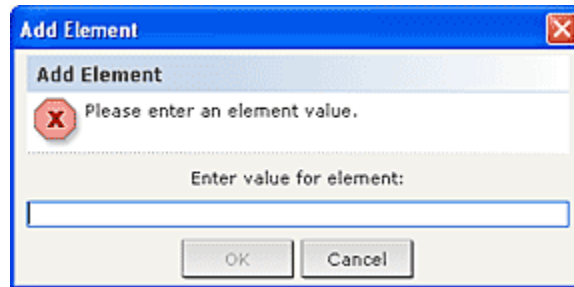 Add Element
Add Element
Please enter an element value.
Enter value for element:
OK Cancel